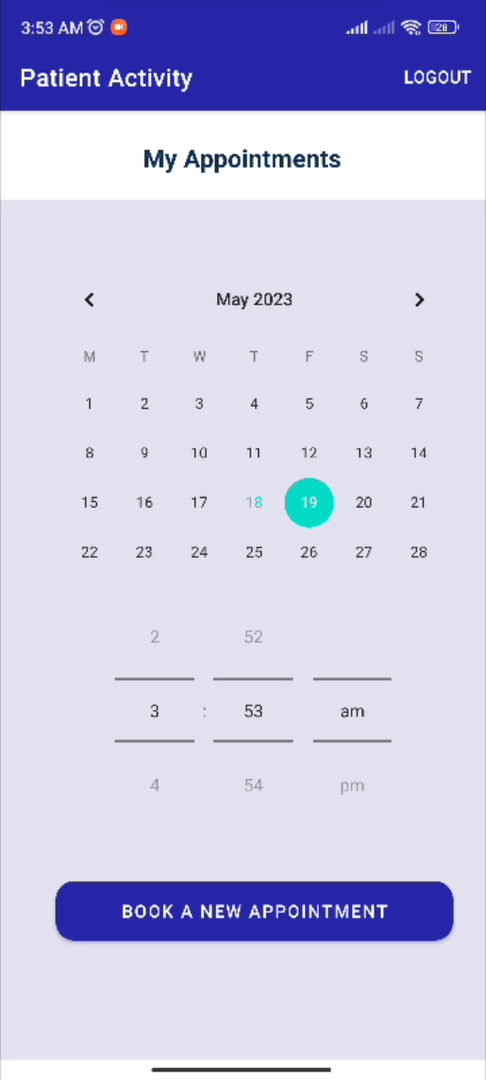 3:53 AM 28
Patient Activity LOGOUT
My Appointments
May 2023
M T W T F S S
1 2 3 4 5 6 7
8 9 10 11 12 13 14
15 16 17 18 19 20 21
22 23 24 25 26 27 28
2 52
3 : 53 am
4 54 pm
BOOK A NEW APPOINTMENT